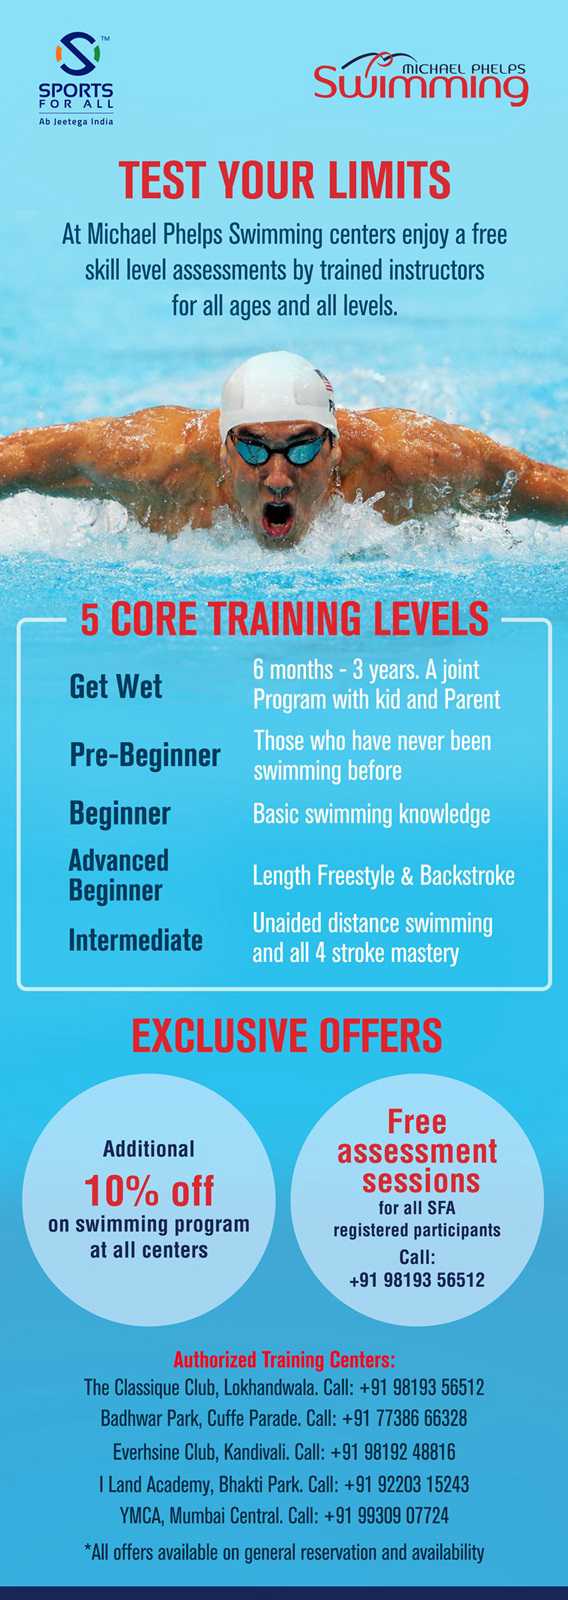 SPORTS
FOR ALL
Ab Jeetega India
TM
MICHAEL PHELPS
Swimming
TEST YOUR LIMITS
At Michael Phelps Swimming centers enjoy a free
skill level assessments by trained instructors
for all ages and all levels.
5 CORE TRAINING LEVELS
Get Wet
6 months - 3 years. A joint
Program with kid and Parent
Pre-Beginner
Those who have never been
swimming before
Beginner
Basic swimming knowledge
Advanced
Beginner
Length Freestyle & Backstroke
Intermediate
Unaided distance swimming
and all 4 stroke mastery
EXCLUSIVE OFFERS
Additional
10% off
on swimming program
at all centers
Free
assessment
sessions
for all SFA
registered participants
Call:
+91 98193 56512
Authorized Training Centers:
The Classique Club, Lokhandwala. Call: +91 98193 56512
Badhwar Park, Cuffe Parade. Call: +91 77386 66328
Everhsine Club, Kandivali. Call: +91 98192 48816
I Land Academy, Bhakti Park. Call: +91 92203 15243
YMCA, Mumbai Central. Call: +91 99309 07724
*All offers available on general reservation and availability